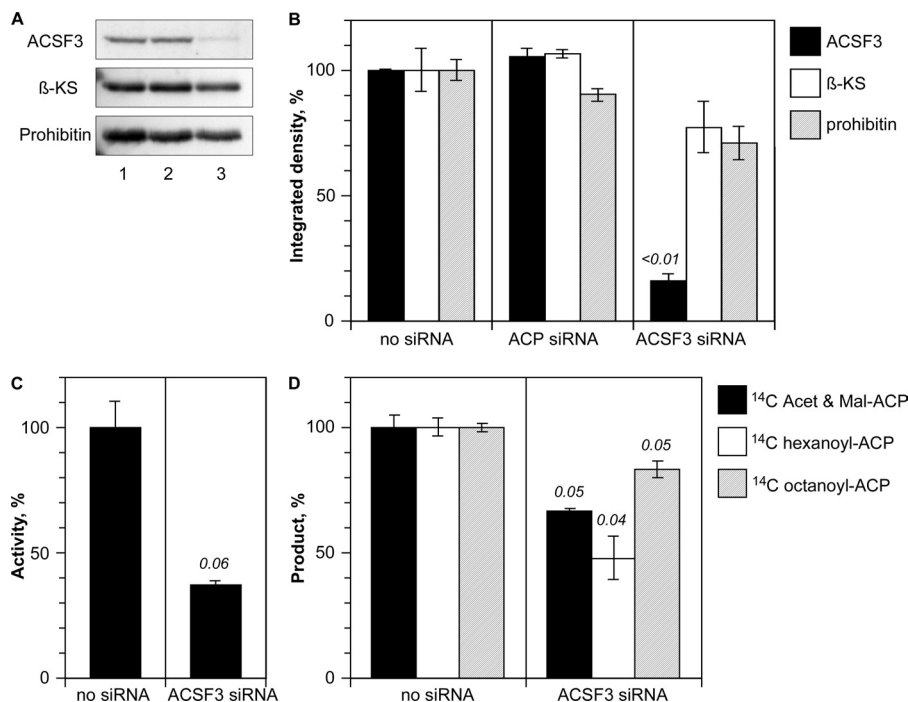 A
ACSF3
ß-KS
Prohibitin
1 2 3
B
Integrated density, %
100
50
0
<0.01
no siRNA
ACP siRNA
ACSF3 siRNA
ACSF3
ß-KS
prohibitin
C
Activity, %
100
50
0
0.06
no siRNA
ACSF3 siRNA
D
Product, %
100
50
0
0.05
0.04
0.05
no siRNA
ACSF3 siRNA
¹⁴C Acet & Mal-ACP
¹⁴C hexanoyl-ACP
¹⁴C octanoyl-ACP